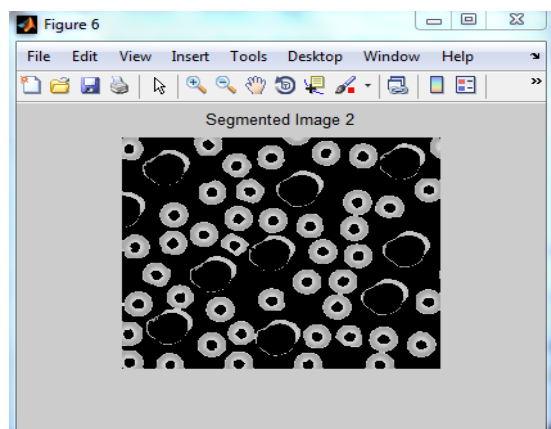 Figure 6
File Edit View Insert Tools Desktop Window Help
Segmented Image 2